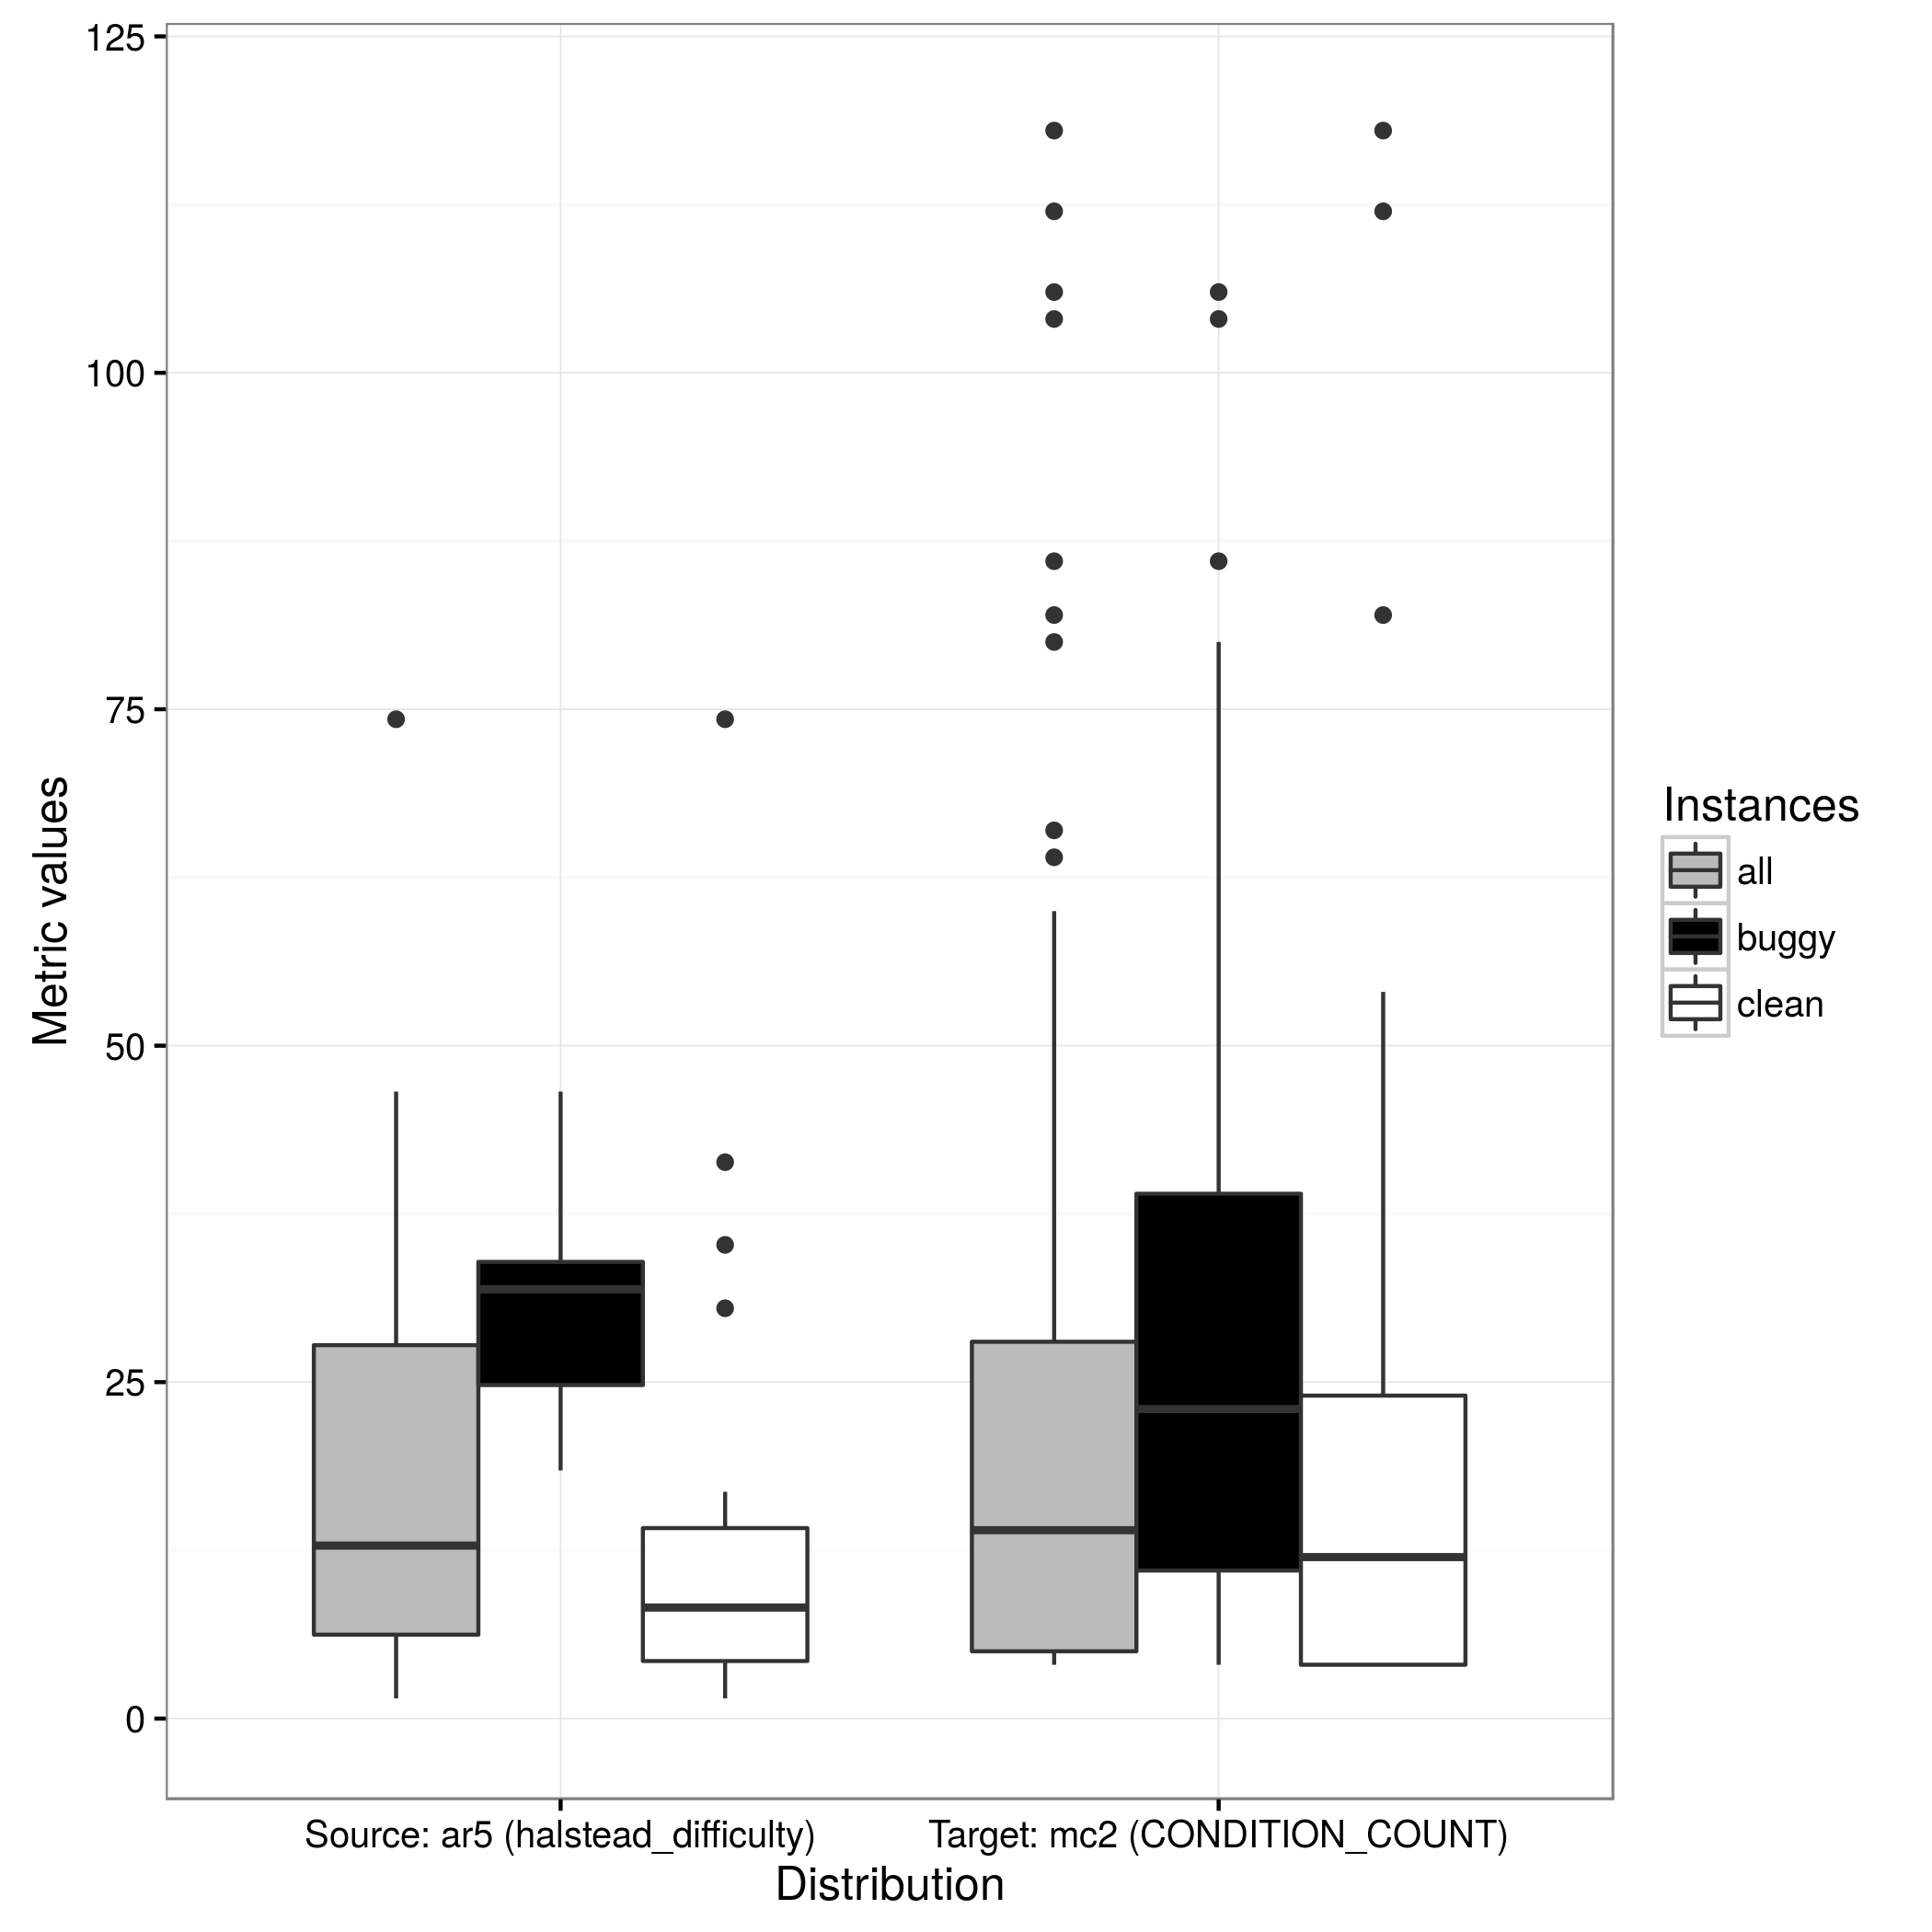 125
100
75
50
25
0
Metric values
Source: ar5 (halstead_difficulty)
Target: mc2 (CONDITION_COUNT)
Distribution
Instances
all
buggy
clean